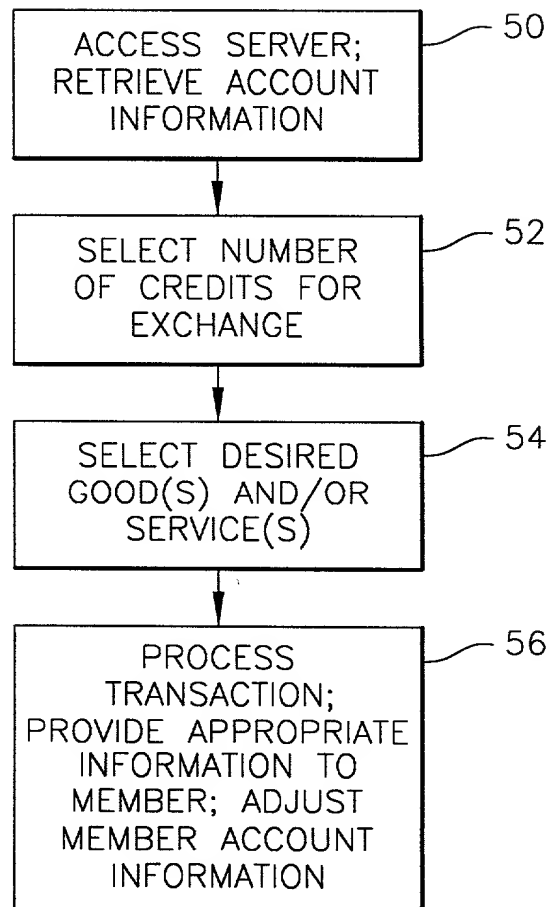 ACCESS SERVER;
RETRIEVE ACCOUNT
INFORMATION
50
SELECT NUMBER
OF CREDITS FOR
EXCHANGE
52
SELECT DESIRED
GOOD(S) AND/OR
SERVICE(S)
54
PROCESS
TRANSACTION;
PROVIDE APPROPRIATE
INFORMATION TO
MEMBER; ADJUST
MEMBER ACCOUNT
INFORMATION
56